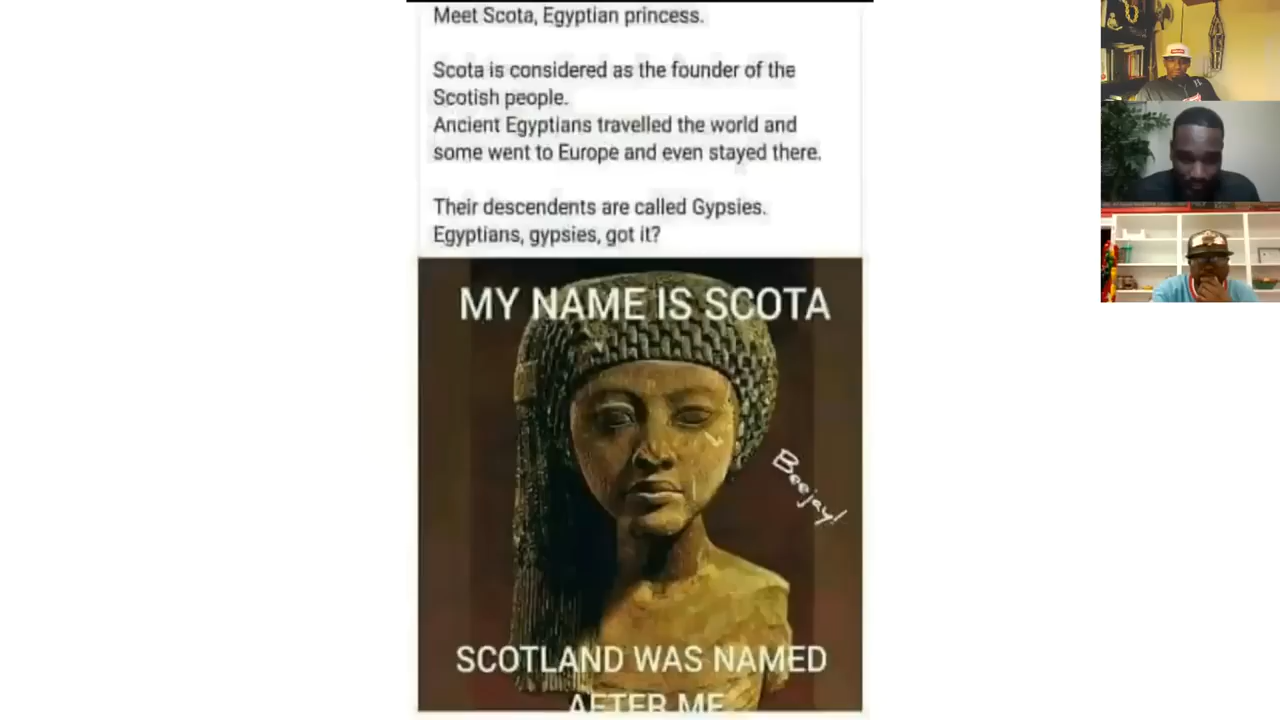 Meet Scota, Egyptian princess.
Scota is considered as the founder of the
Scotish people.
Ancient Egyptians travelled the world and
some went to Europe and even stayed there.
Their descendents are called Gypsies.
Egyptians, gypsies, got it?
MY NAME IS SCOTA
Beejay!
SCOTLAND WAS NAMED
AFTER ME